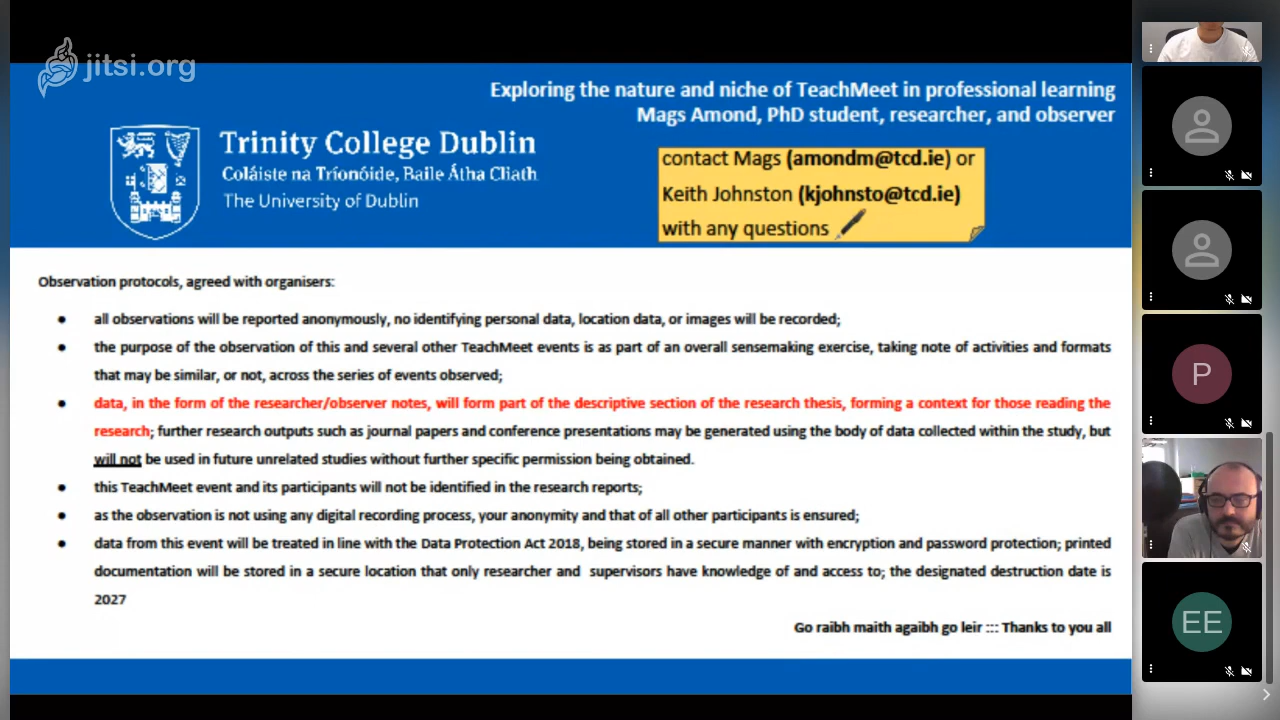 jitsi.org
Exploring the nature and niche of TeachMeet in professional learning
Mags Amond, PhD student, researcher, and observer
Trinity College Dublin
Coláiste na Tríonóide, Baile Átha Cliath
The University of Dublin
contact Mags (amondm@tcd.ie) or
Keith Johnston (kjohnsto@tcd.ie)
with any questions
Observation protocols, agreed with organisers:
● all observations will be reported anonymously, no identifying personal data, location data, or images will be recorded;
● the purpose of the observation of this and several other TeachMeet events is as part of an overall sensemaking exercise, taking note of activities and formats
that may be similar, or not, across the series of events observed;
● data, in the form of the researcher/observer notes, will form part of the descriptive section of the research thesis, forming a context for those reading the
research; further research outputs such as journal papers and conference presentations may be generated using the body of data collected within the study, but
will not be used in future unrelated studies without further specific permission being obtained.
● this TeachMeet event and its participants will not be identified in the research reports;
● as the observation is not using any digital recording process, your anonymity and that of all other participants is ensured;
● data from this event will be treated in line with the Data Protection Act 2018, being stored in a secure manner with encryption and password protection; printed
documentation will be stored in a secure location that only researcher and supervisors have knowledge of and access to; the designated destruction date is
2027
Go raibh maith agaibh go leir ::: Thanks to you all
P
EE